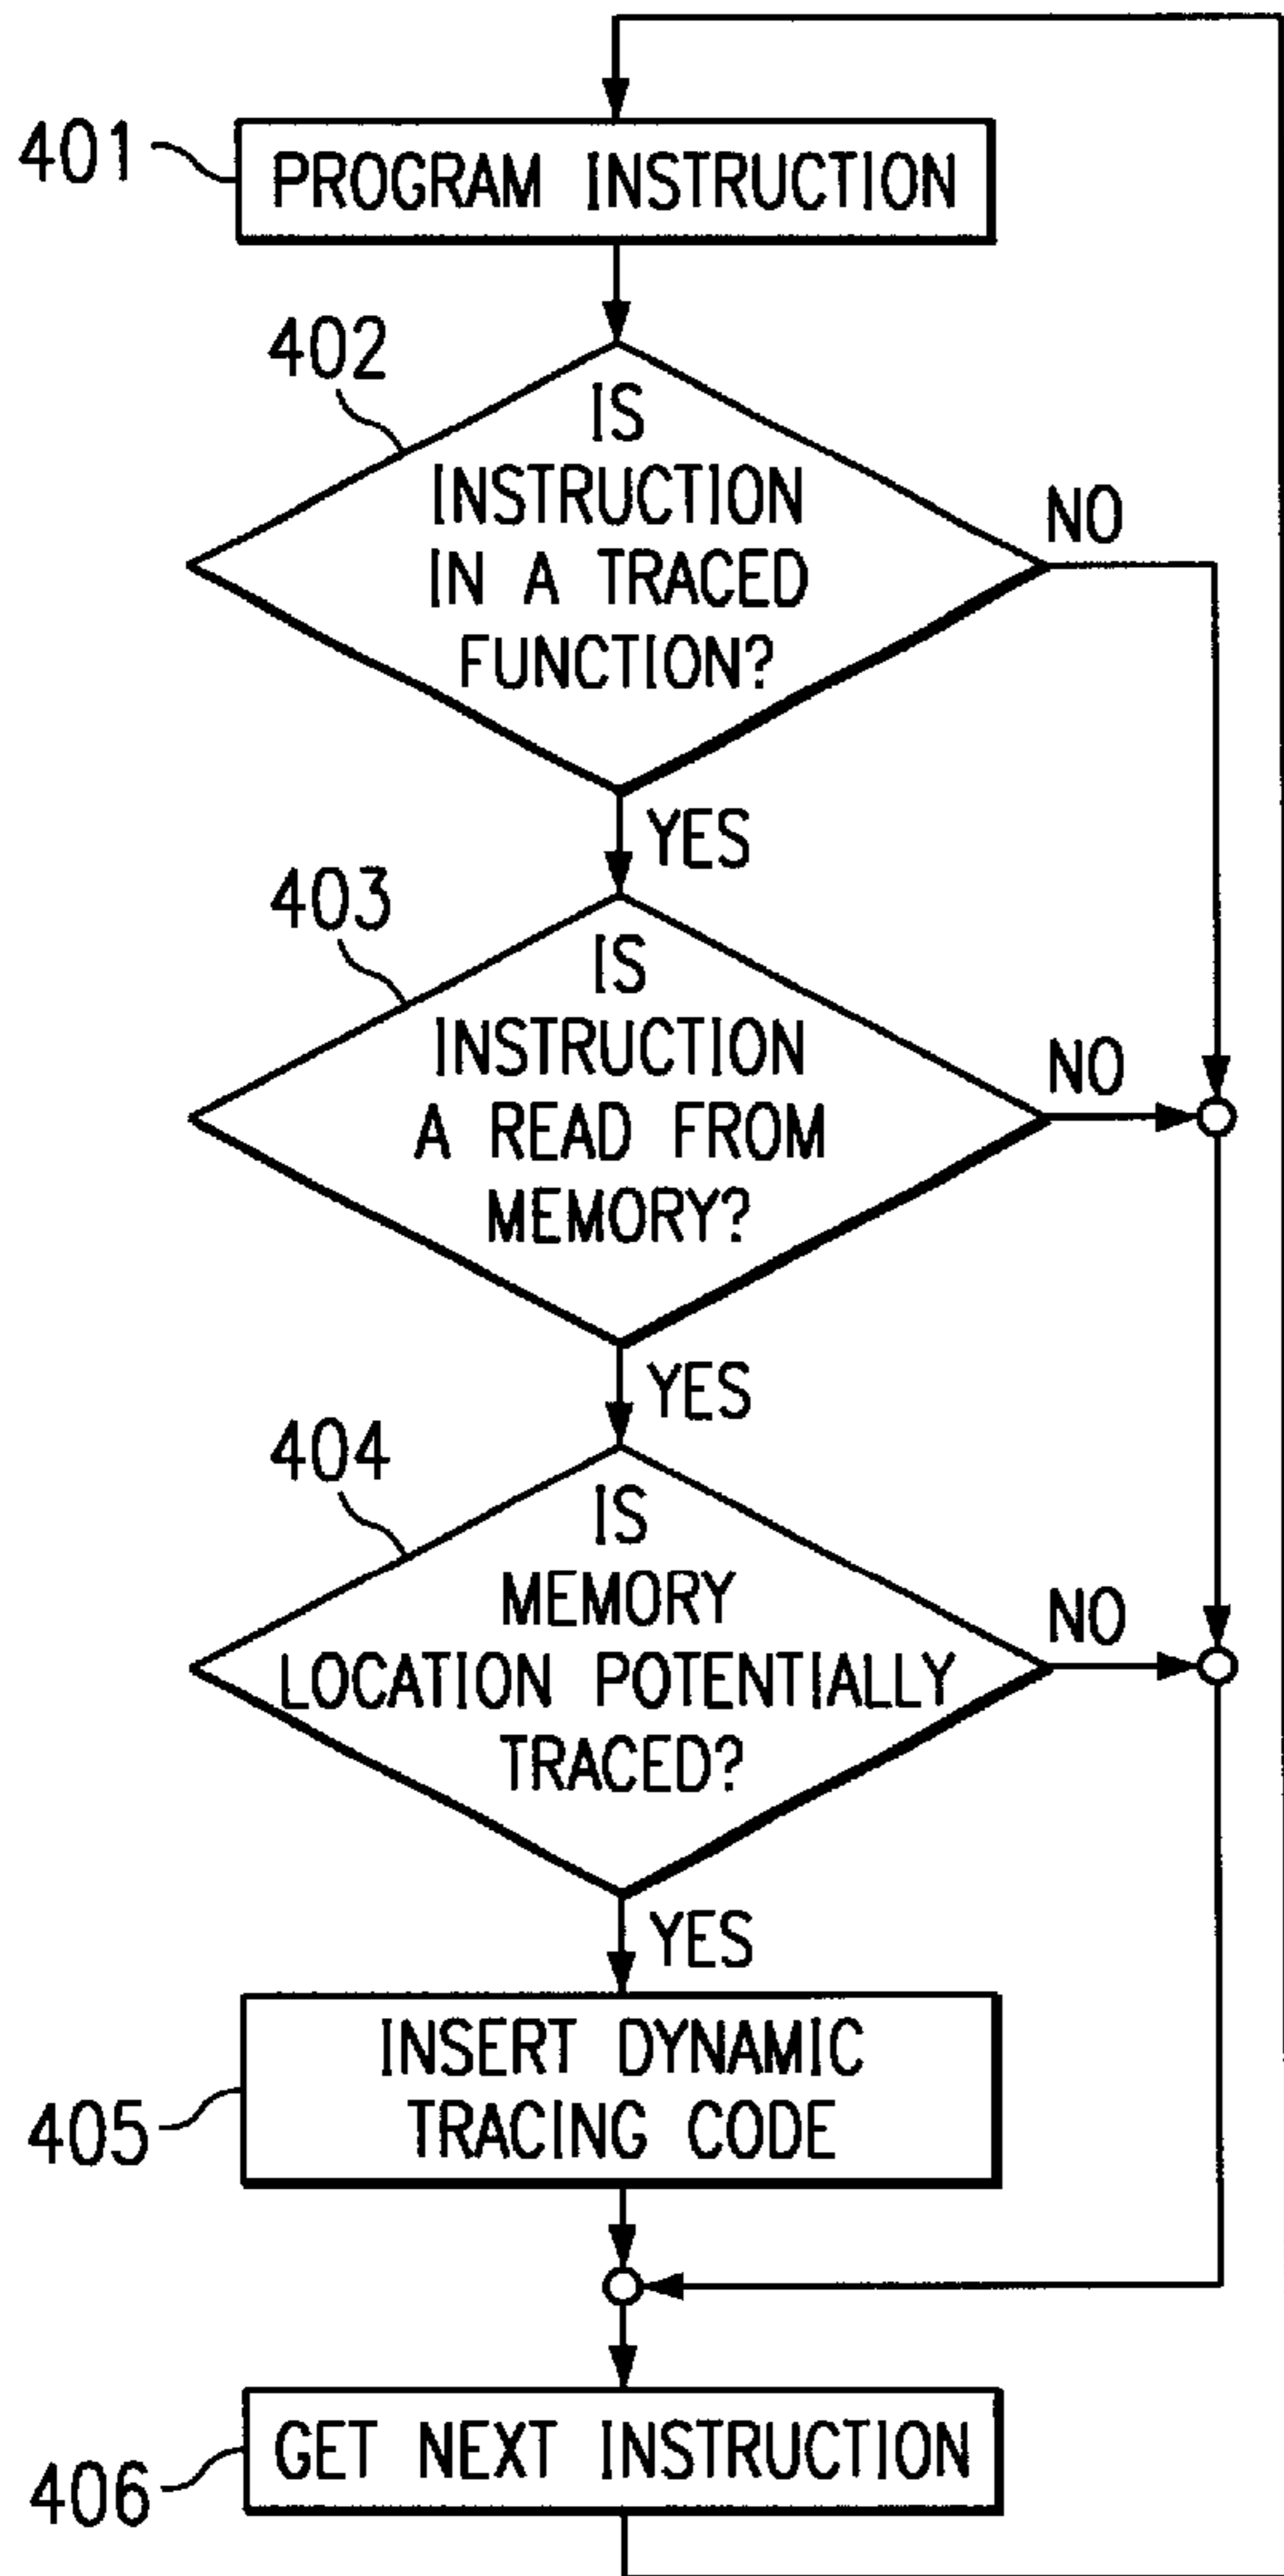 401
PROGRAM INSTRUCTION
402
IS
INSTRUCTION
IN A TRACED
FUNCTION?
NO
YES
403
IS
INSTRUCTION
A READ FROM
MEMORY?
NO
YES
404
IS
MEMORY
LOCATION POTENTIALLY
TRACED?
NO
YES
INSERT DYNAMIC
TRACING CODE
405
GET NEXT INSTRUCTION
406